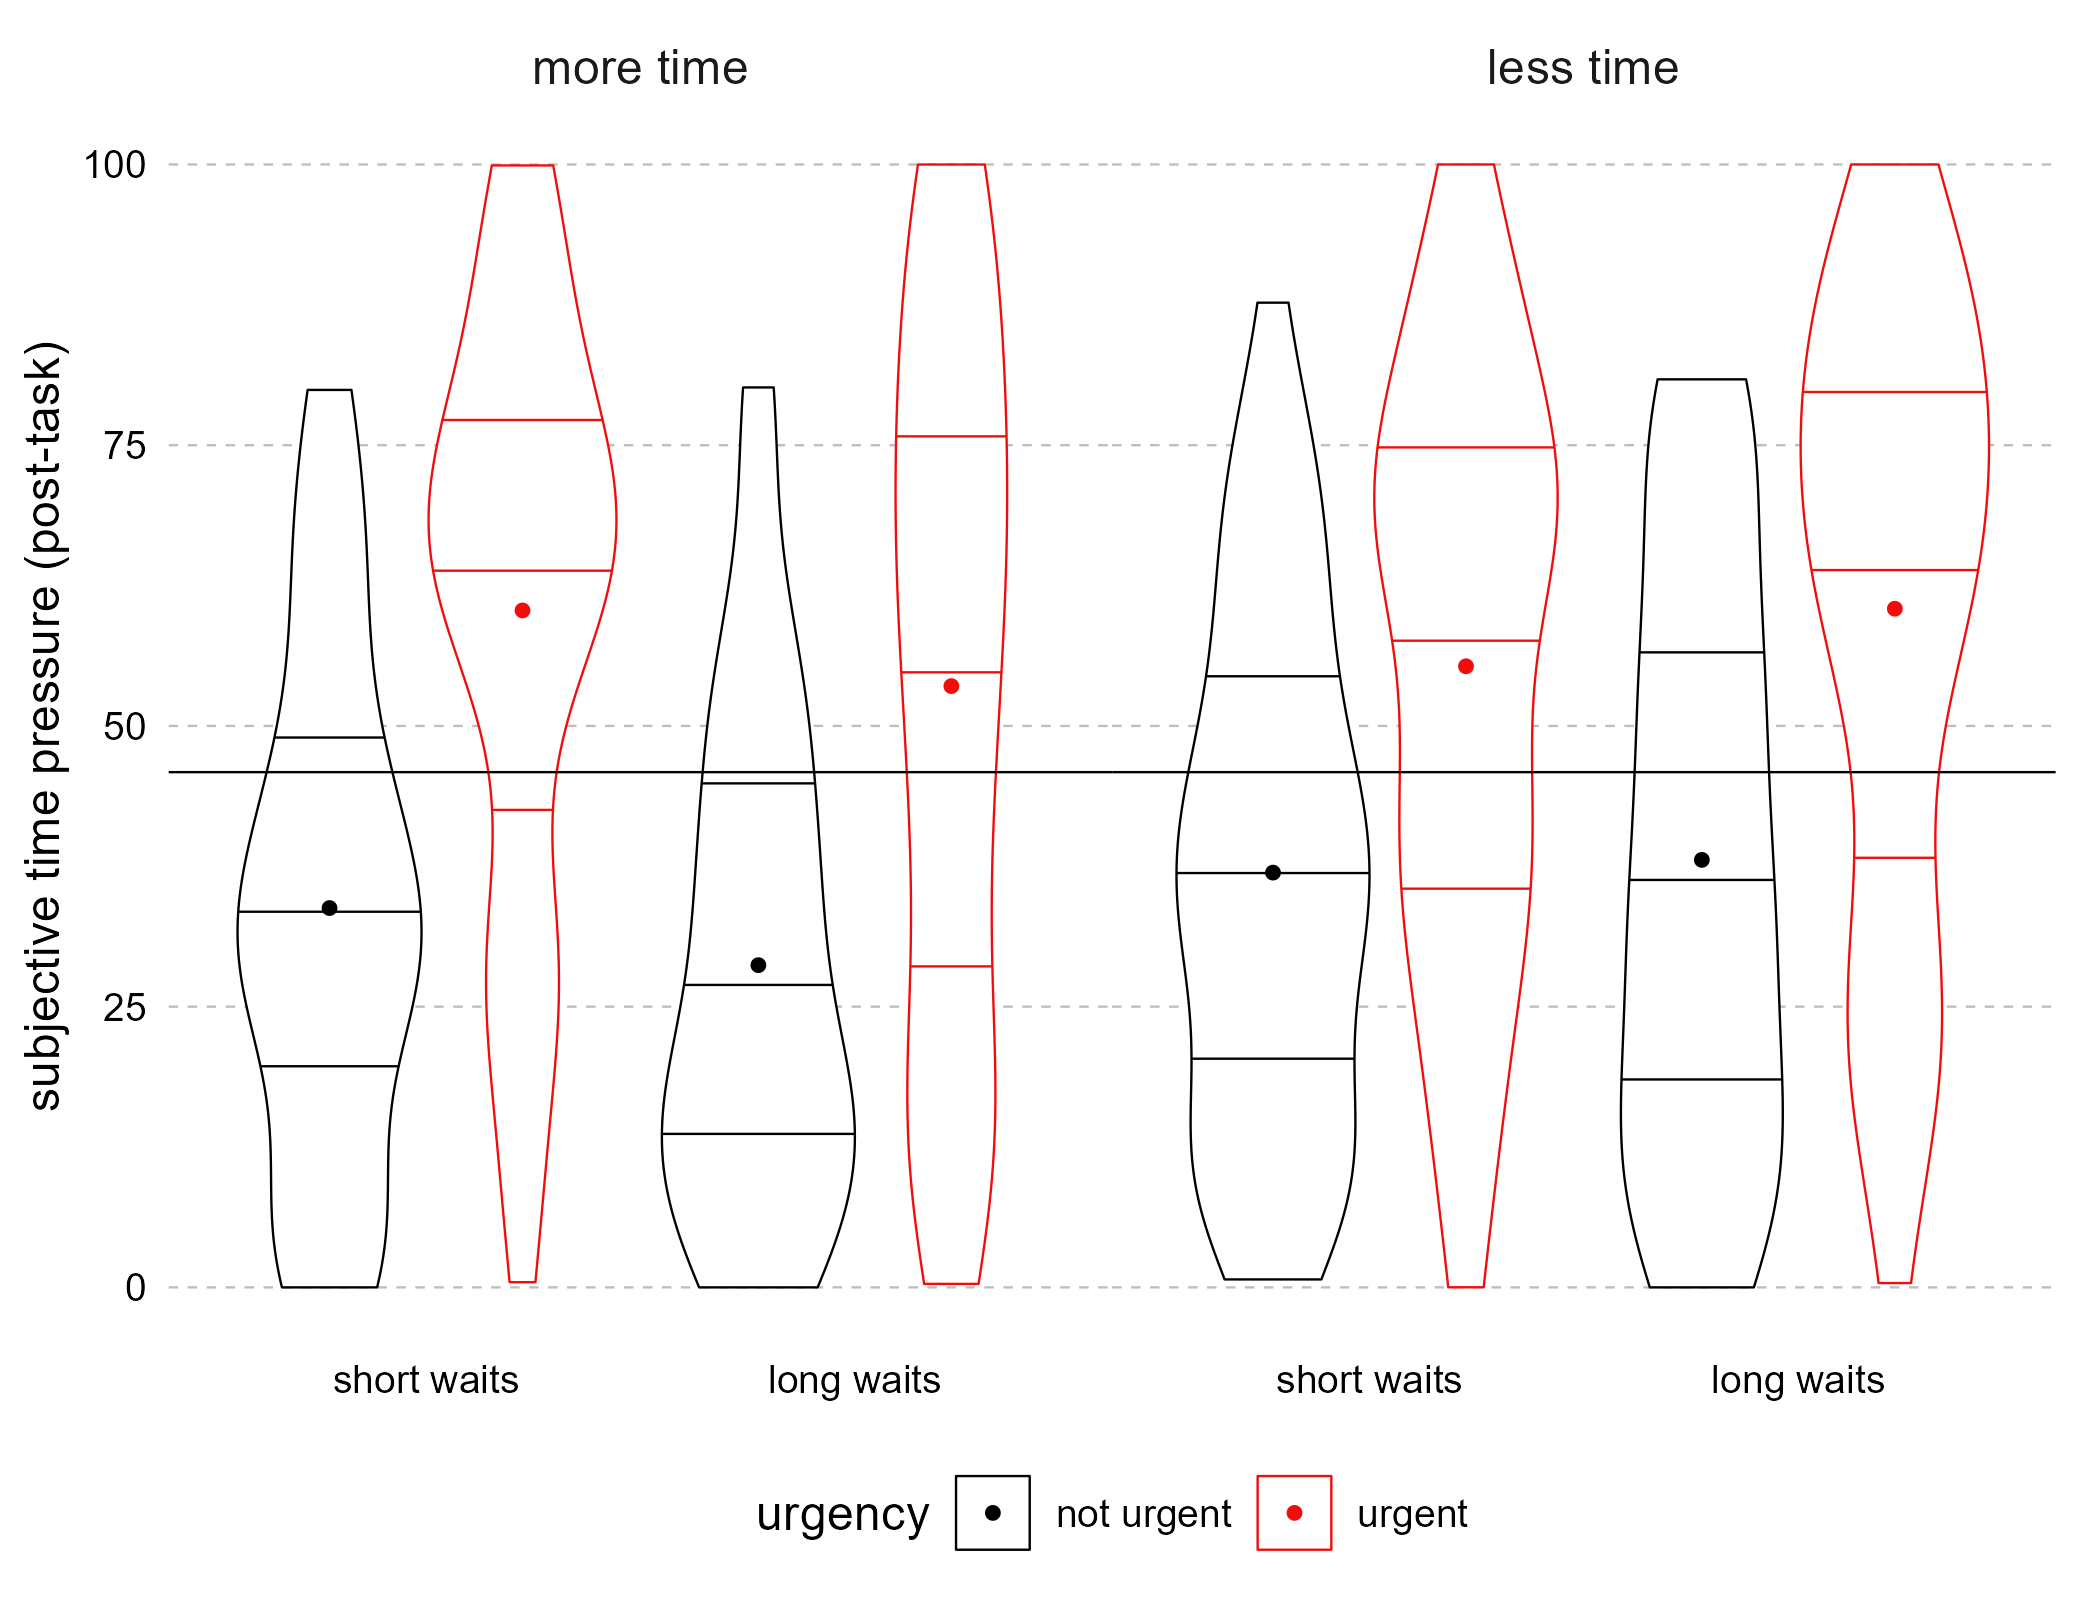 more time
less time
subjective time pressure (post-task)
100
75
50
25
0
short waits
long waits
short waits
long waits
urgency
not urgent
urgent